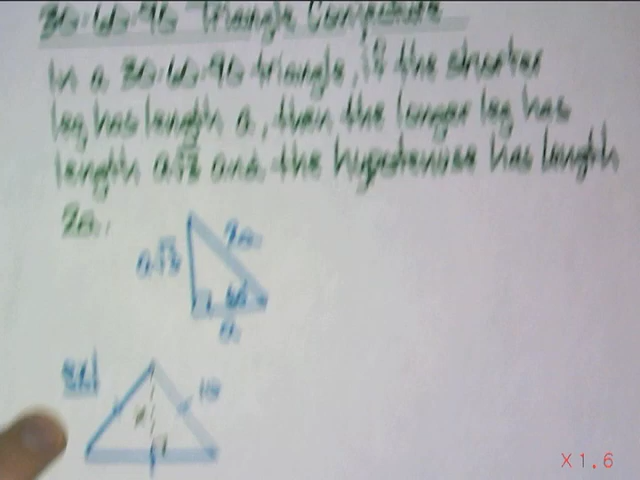 30-60-90 Triangle Conjecture
In a 30-60-90 triangle, if the shorter
leg has length a, then the longer leg has
length a√3 and the hypotenuse has length
2a.
a√3 2a
60
a
Ex1
10
x
X1.6